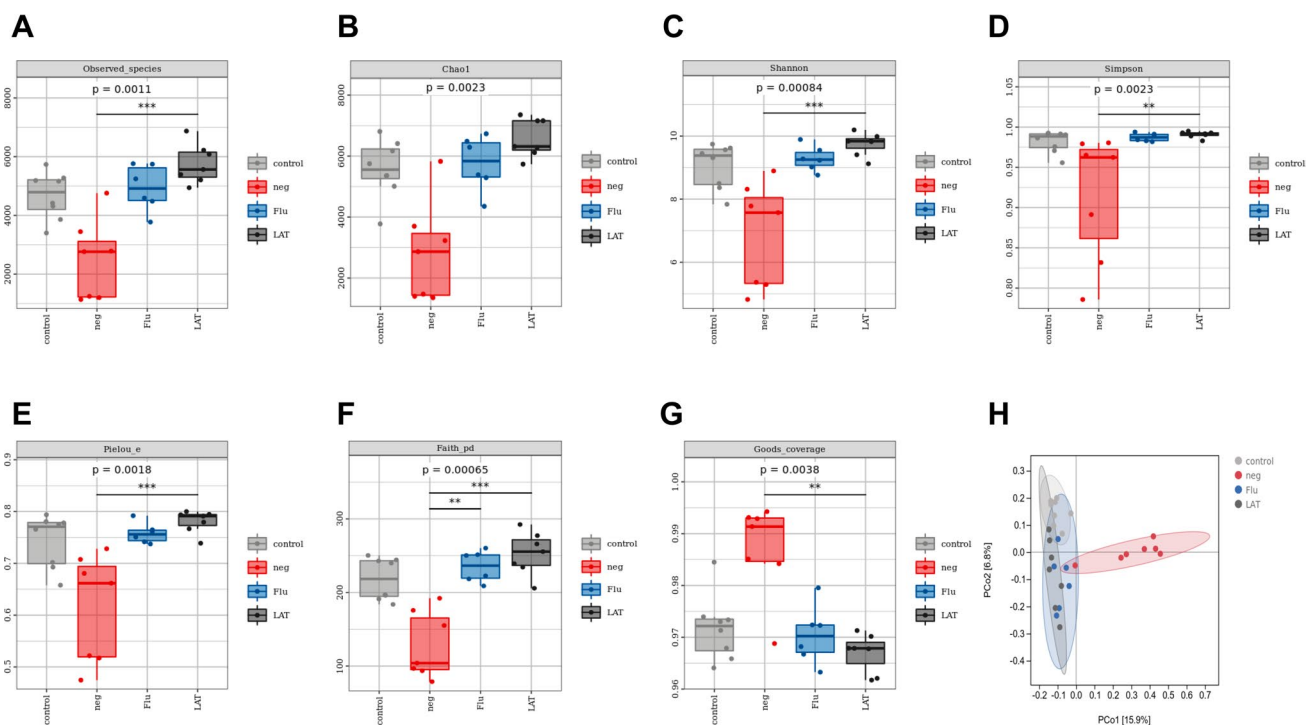 A
Observed_species
p = 0.0011
***
8000
6000
4000
2000
control
neg
Flu
LAT
control
neg
Flu
LAT
B
Chao1
p = 0.0023
8000
6000
4000
2000
control
neg
Flu
LAT
control
neg
Flu
LAT
C
Shannon
p = 0.00084
***
10
8
6
control
neg
Flu
LAT
control
neg
Flu
LAT
D
Simpson
p = 0.0023
**
1.05
1.00
0.95
0.90
0.85
0.80
control
neg
Flu
LAT
control
neg
Flu
LAT
E
Pielou_e
p = 0.0018
***
0.9
0.8
0.7
0.6
0.5
control
neg
Flu
LAT
control
neg
Flu
LAT
F
Faith_pd
p = 0.00065
***
**
300
200
100
control
neg
Flu
LAT
control
neg
Flu
LAT
G
Goods_coverage
p = 0.0038
**
1.00
0.99
0.98
0.97
0.96
control
neg
Flu
LAT
control
neg
Flu
LAT
H
control
neg
Flu
LAT
PCo2 [6.8%]
0.3
0.2
0.1
0.0
-0.1
-0.2
-0.3
-0.4
-0.2 -0.1 0.0 0.1 0.2 0.3 0.4 0.5 0.6 0.7
PCo1 [15.9%]